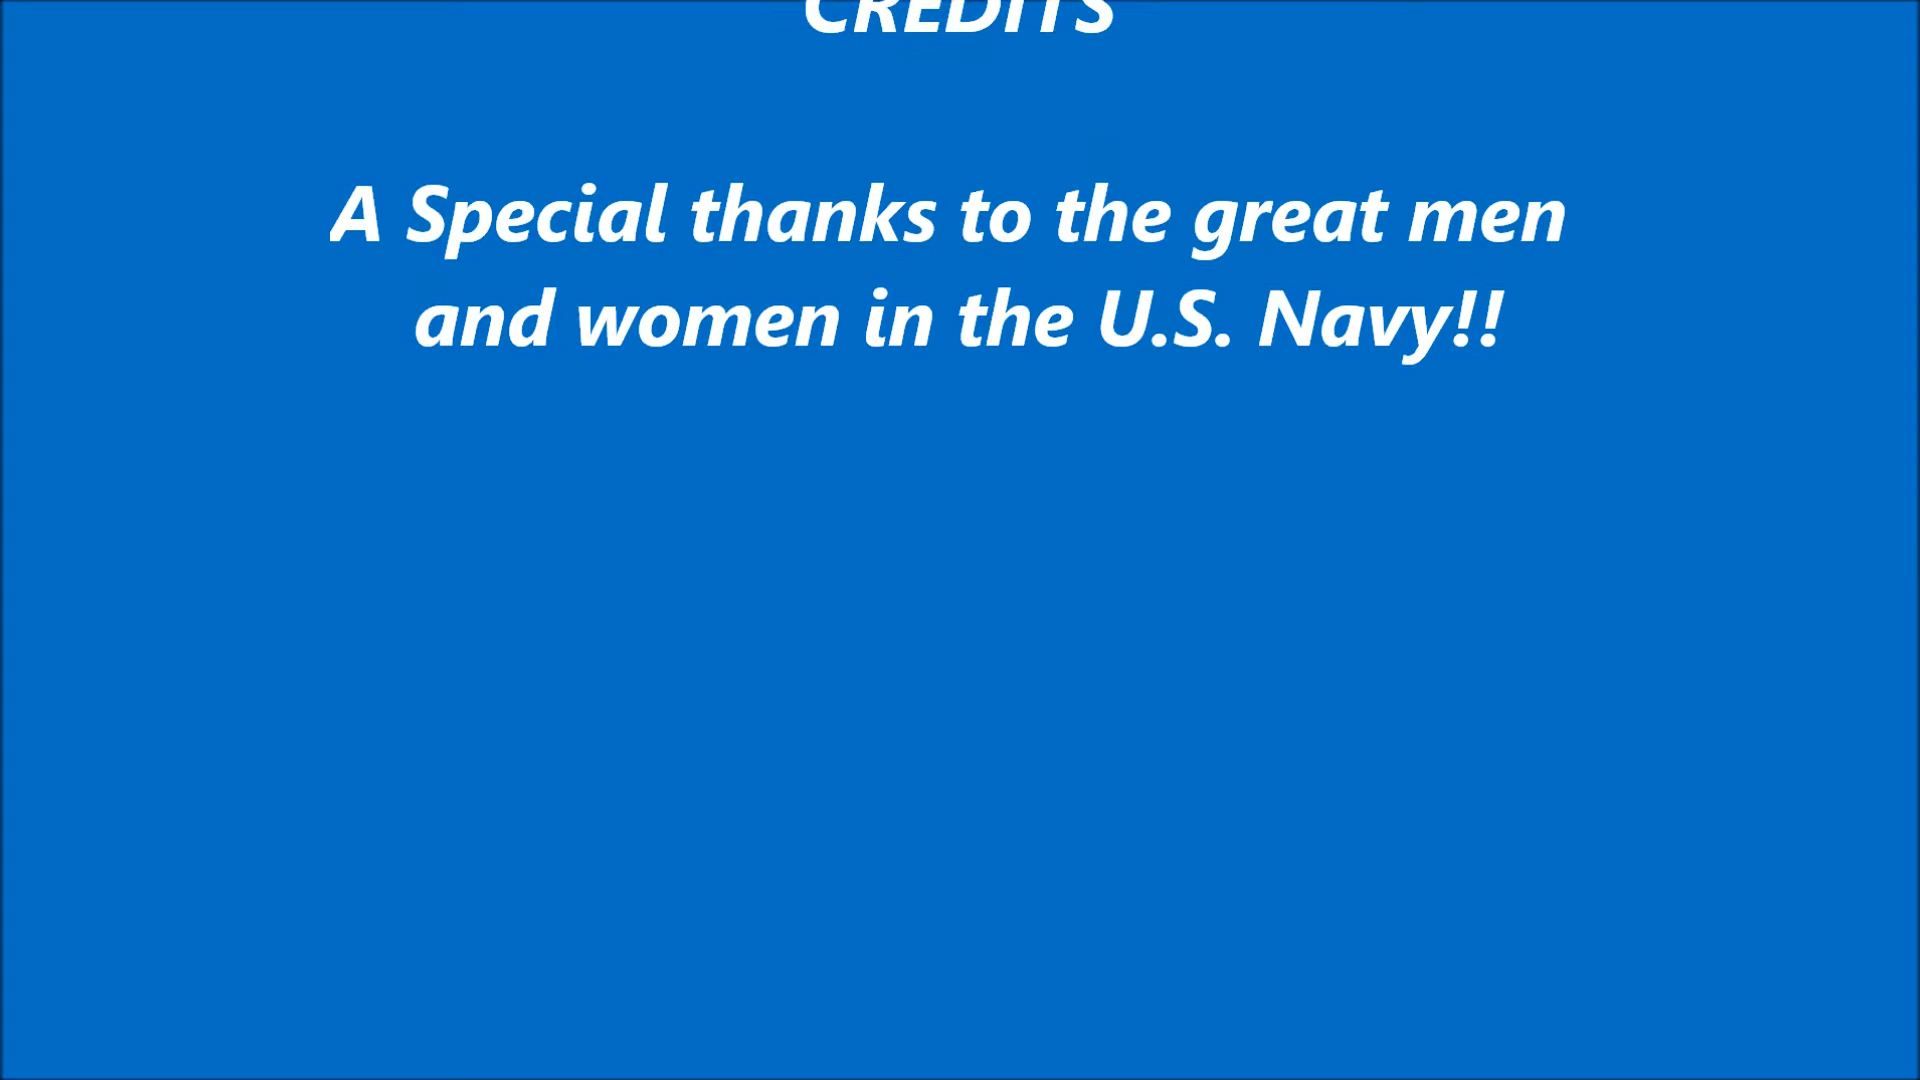 CREDITS
A Special thanks to the great men
and women in the U.S. Navy!!